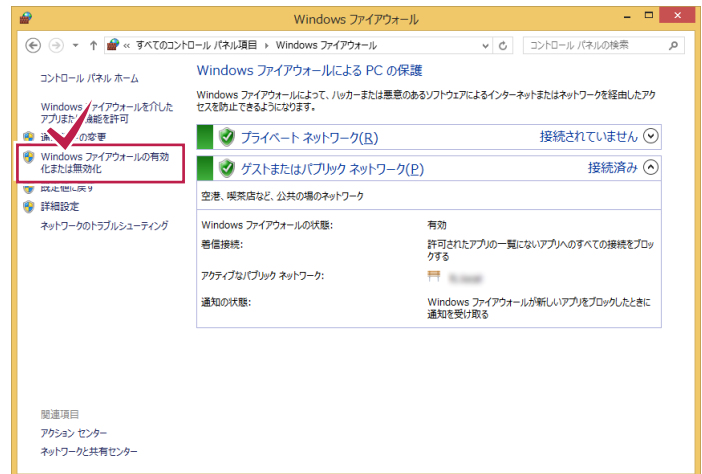 Windows ファイアウォール
« すべてのコントロール パネル項目 ▸ Windows ファイアウォール
コントロール パネルの検索
コントロール パネル ホーム
Windows ファイアウォールを介した
アプリまたは機能を許可
の変更
Windows ファイアウォールの有効
化または無効化
既定値に戻す
詳細設定
ネットワークのトラブルシューティング
Windows ファイアウォールによる PC の保護
Windows ファイアウォールによって、ハッカーまたは悪意のあるソフトウェアによるインターネットまたはネットワークを経由したアク
セスを防止できるようになります。
プライベート ネットワーク(R) 接続されていません
ゲストまたはパブリック ネットワーク(P) 接続済み
空港、喫茶店など、公共の場のネットワーク
Windows ファイアウォールの状態: 有効
着信接続: 許可されたアプリの一覧にないアプリへのすべての接続をブロッ
クする
アクティブなパブリック ネットワーク:
通知の状態: Windows ファイアウォールが新しいアプリをブロックしたときに
通知を受け取る
関連項目
アクション センター
ネットワークと共有センター